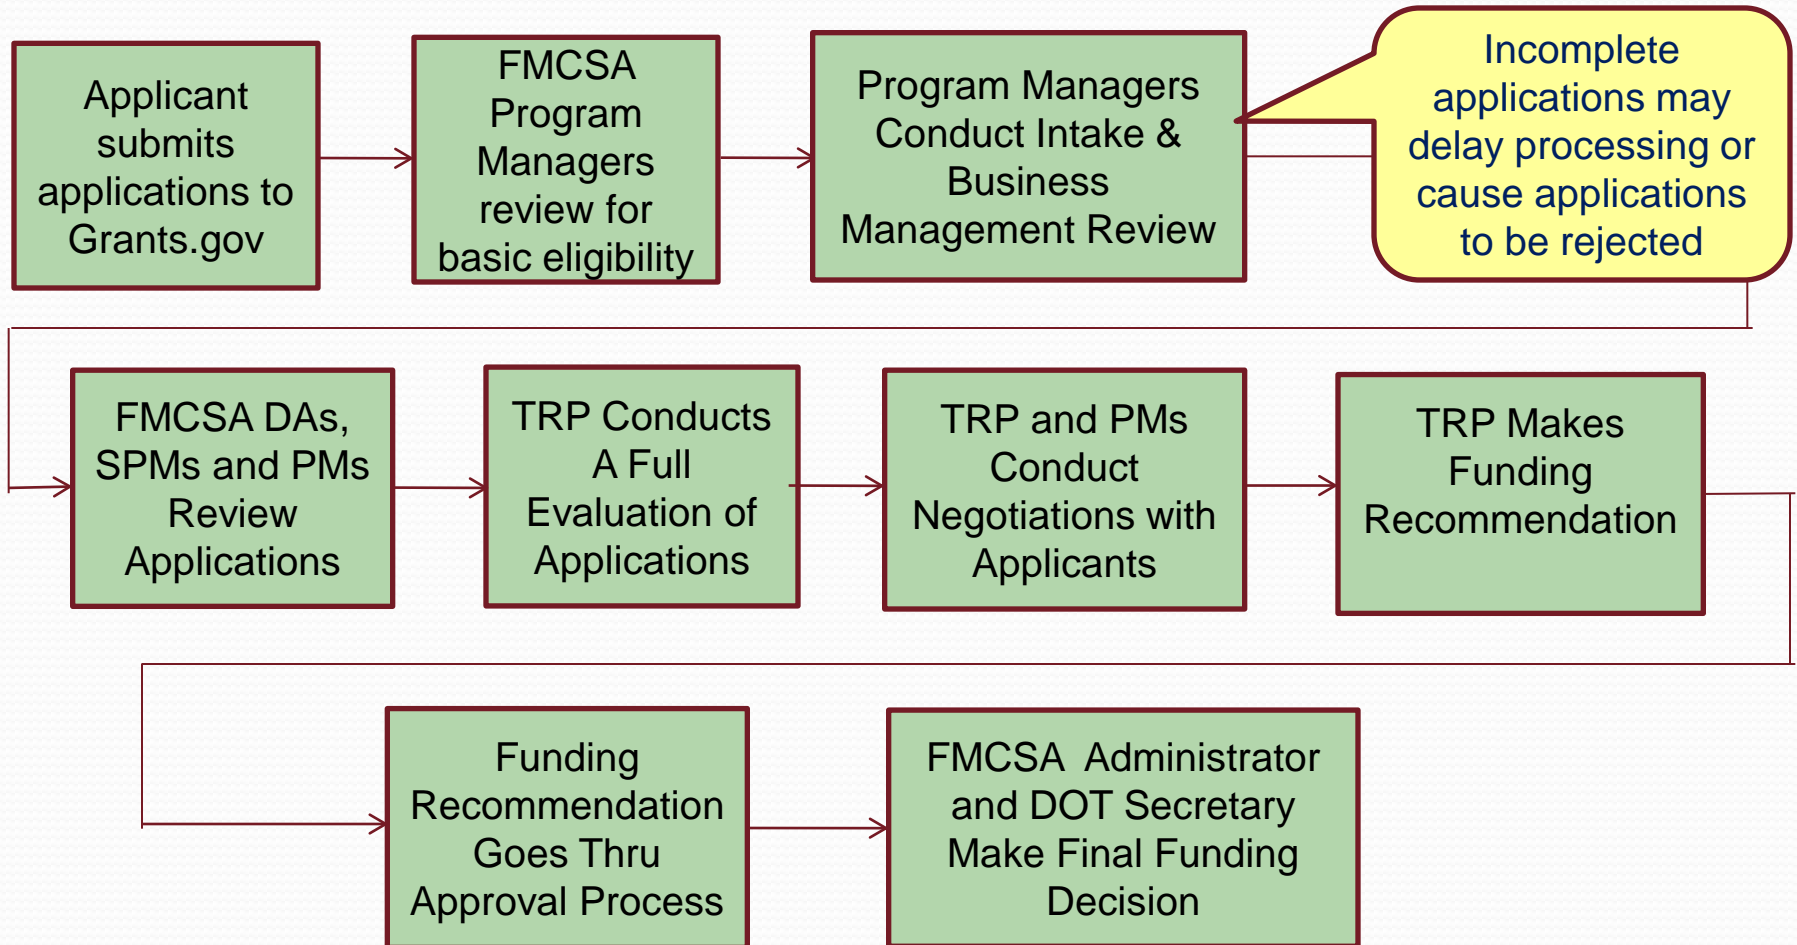 Applicant
submits
applications to
Grants.gov
FMCSA
Program
Managers
review for
basic eligibility
Program Managers
Conduct Intake &
Business
Management Review
Incomplete
applications may
delay processing or
cause applications
to be rejected
FMCSA DAs,
SPMs and PMs
Review
Applications
TRP Conducts
A Full
Evaluation of
Applications
TRP and PMs
Conduct
Negotiations with
Applicants
TRP Makes
Funding
Recommendation
Funding
Recommendation
Goes Thru
Approval Process
FMCSA  Administrator
and DOT Secretary
Make Final Funding
Decision